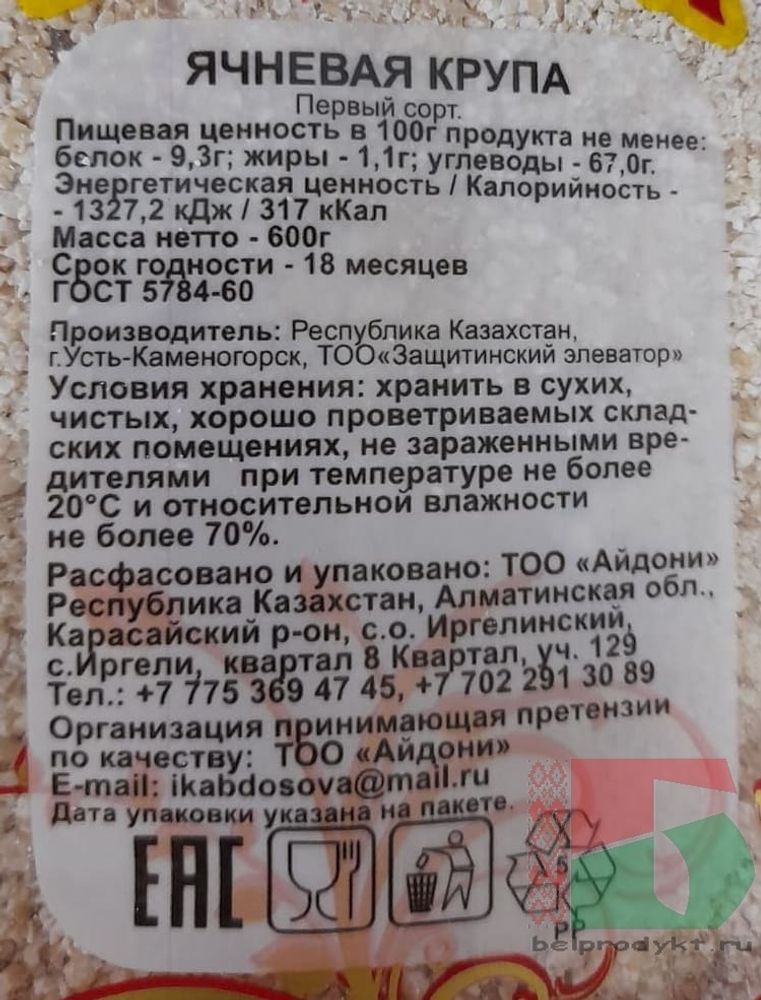 ЯЧНЕВАЯ КРУПА
Первый сорт.
Пищевая ценность в 100г продукта не менее:
белок - 9,3г; жиры - 1,1г; углеводы - 67,0г.
Энергетическая ценность / Калорийность -
- 1327,2 кДж / 317 кКал
Масса нетто - 600г
Срок годности - 18 месяцев
ГОСТ 5784-60
Производитель: Республика Казахстан,
г.Усть-Каменогорск, ТОО«Защитинский элеватор»
Условия хранения: хранить в сухих,
чистых, хорошо проветриваемых склад-
ских помещениях, не зараженными вре-
дителями при температуре не более
20°С и относительной влажности
не более 70%.
Расфасовано и упаковано: ТОО «Айдони»
Республика Казахстан, Алматинская обл.,
Карасайский р-он, с.о. Иргелинский,
с.Иргели, квартал 8 Квартал, уч. 129
Тел.: +7 775 369 47 45, +7 702 291 30 89
Организация принимающая претензии
по качеству: ТОО «Айдони»
E-mail: ikabdosova@mail.ru
Дата упаковки указана на пакете.
ЕАС
5
PP
belprodykt.ru